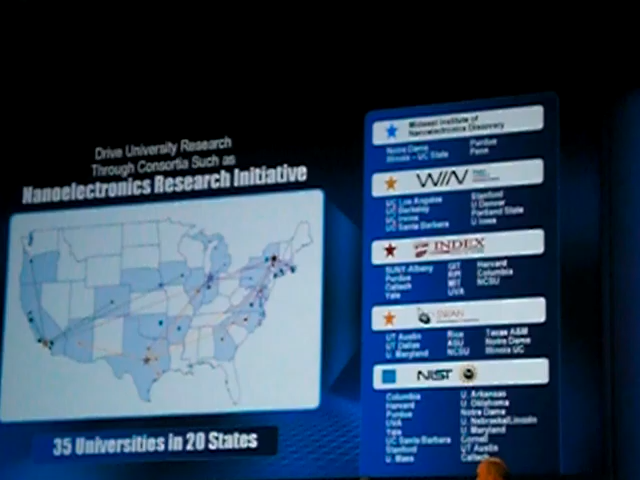 Drive University Research
Through Consortia Such as
Nanoelectronics Research Initiative
35 Universities in 20 States
Midwest Institute of
Nanoelectronics Discovery
Notre Dame
Purdue
Illinois - UC State
Penn
WIN
UC Los Angeles
Stanford
UC Berkeley
U Denver
UC Irvine
Portland State
UC Santa Barbara
U Iowa
INDEX
SUNY-Albany
GIT
Harvard
Purdue
RPI
Columbia
Caltech
MIT
NCSU
Yale
UVA
SWAN
UT Austin
Rice
Texas A&M
UT Dallas
ASU
Notre Dame
U. Maryland
NCSU
Illinois UC
NIST
Columbia
U. Arkansas
Harvard
U. Oklahoma
Purdue
Notre Dame
UVA
U. Nebraska/Lincoln
Yale
U. Maryland
UC Santa Barbara
Cornell
Stanford
UT Austin
U. Mass
Caltech